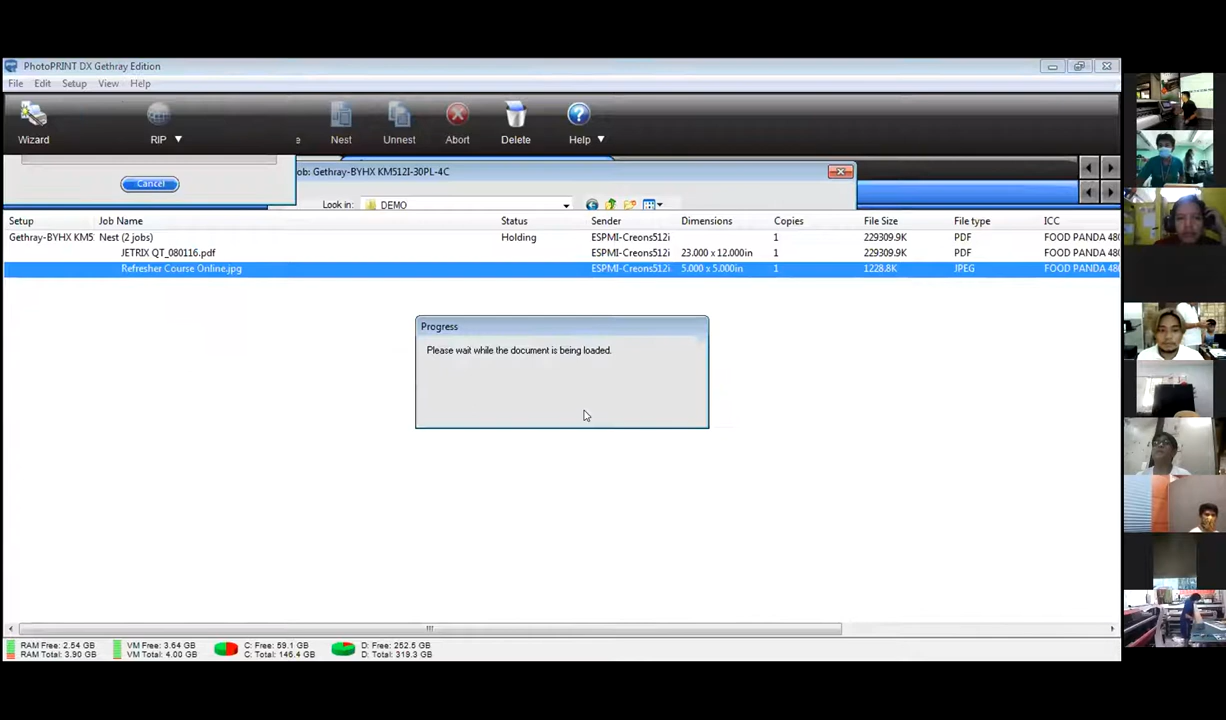 PhotoPRINT DX Gethray Edition
File Edit Setup View Help
Wizard RIP Nest Unnest Abort Delete Help
Cancel
ob: Gethray-BYHX KM512I-30PL-4C
Look in: DEMO
Setup Job Name Status Sender Dimensions Copies File Size File type ICC
Gethray-BYHX KM5 Nest (2 jobs) Holding ESPMI-Creons512i 1 229309.9K PDF FOOD PANDA 480
JETRIX QT_080116.pdf ESPMI-Creons512i 23.000 x 12.000in 1 229309.9K PDF FOOD PANDA 480
Refresher Course Online.jpg ESPMI-Creons512i 5.000 x 5.000in 1 1228.8K JPEG FOOD PANDA 480
Progress
Please wait while the document is being loaded.
RAM Free: 2.54 GB VM Free: 3.64 GB C: Free: 59.1 GB D: Free: 252.5 GB
RAM Total: 3.90 GB VM Total: 4.00 GB C: Total: 146.4 GB D: Total: 319.3 GB